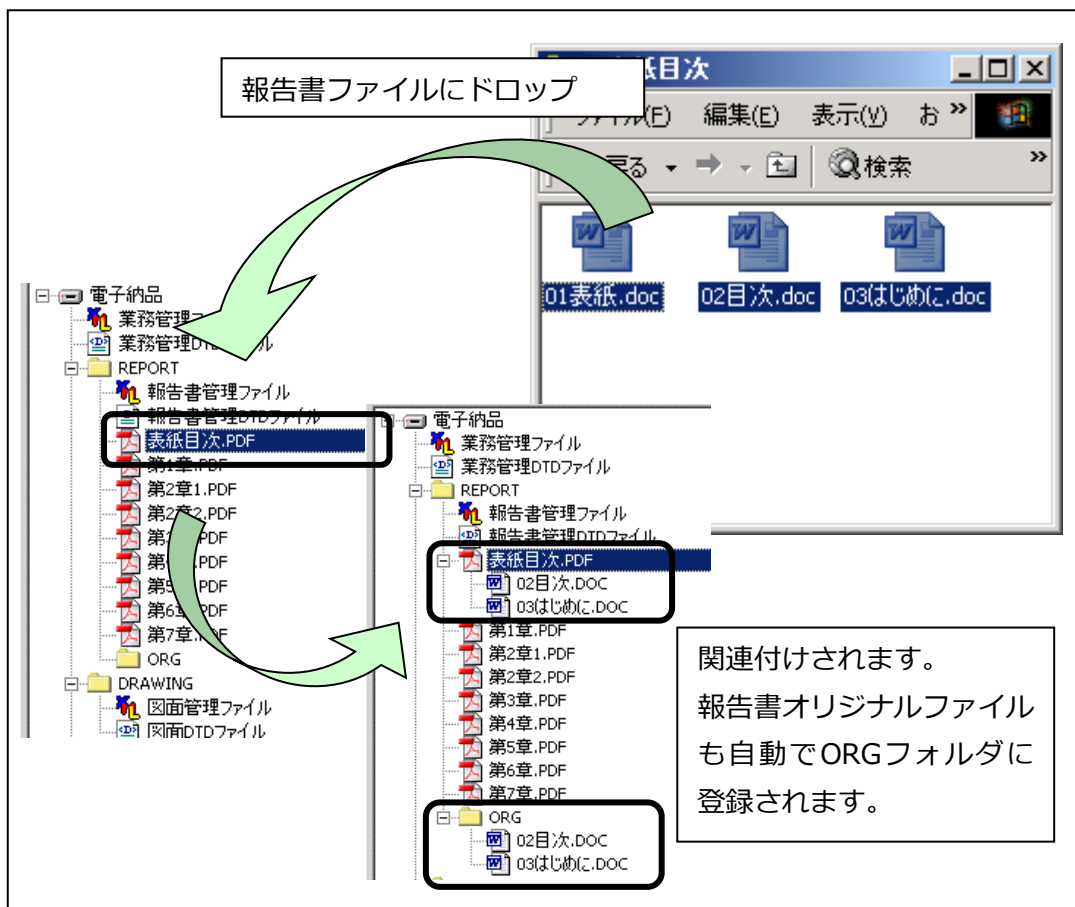 報告書ファイルにドロップ
紙目次
ファイル(F) 編集(E) 表示(V) お »
戻る 検索 »
01表紙.doc 02目次.doc 03はじめに.doc
電子納品
業務管理
業務管理DTDファイル
REPORT
報告書管理ファイル
報告書管理DTDファイル
表紙目次.PDF
第1章.PDF
第2章1.PDF
第2章2.PDF
.PDF
.PDF
.PDF
第6章.PDF
第7章.PDF
ORG
DRAWING
図面管理ファイル
図面DTDファイル
電子納品
業務管理ファイル
業務管理DTDファイル
REPORT
報告書管理ファイル
報告書管理DTDファイル
表紙目次.PDF
02目次.DOC
03はじめに.DOC
第1章.PDF
第2章1.PDF
第2章2.PDF
第3章.PDF
第4章.PDF
第5章.PDF
第6章.PDF
第7章.PDF
ORG
02目次.DOC
03はじめに.DOC
関連付けされます。
報告書オリジナルファイル
も自動でORGフォルダに
登録されます。